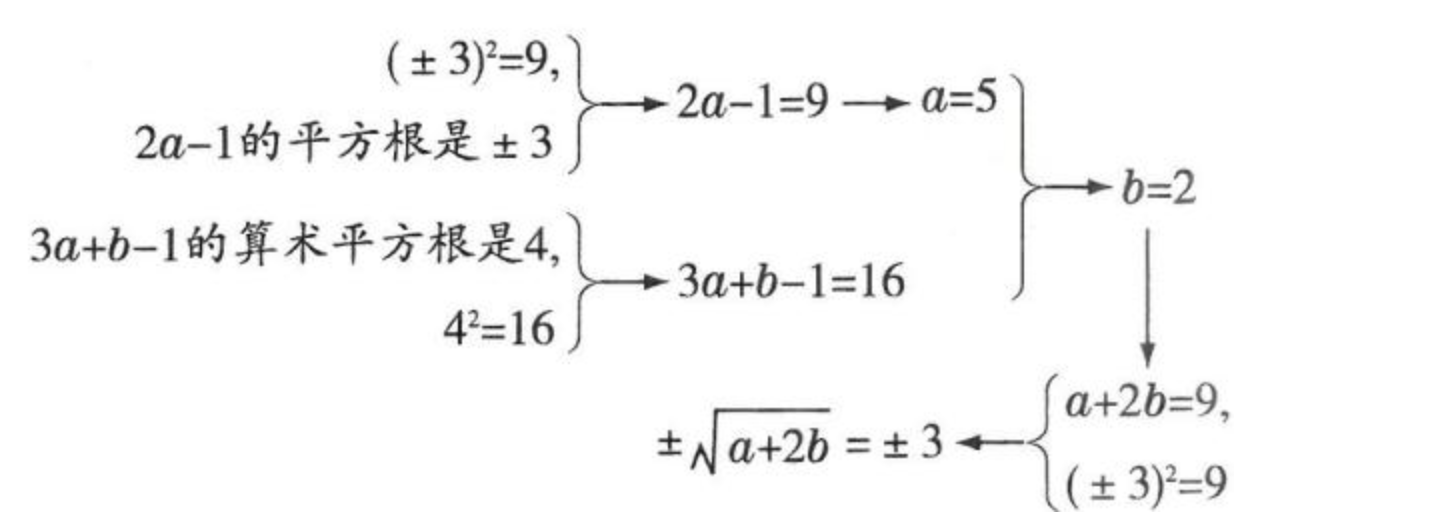 (±3)²=9,
2a−1的平方根是±3
2a−1=9
a=5
3a+b−1的算术平方根是4,
4²=16
3a+b−1=16
b=2
a+2b=9,
(±3)²=9
±√a+2b=±3